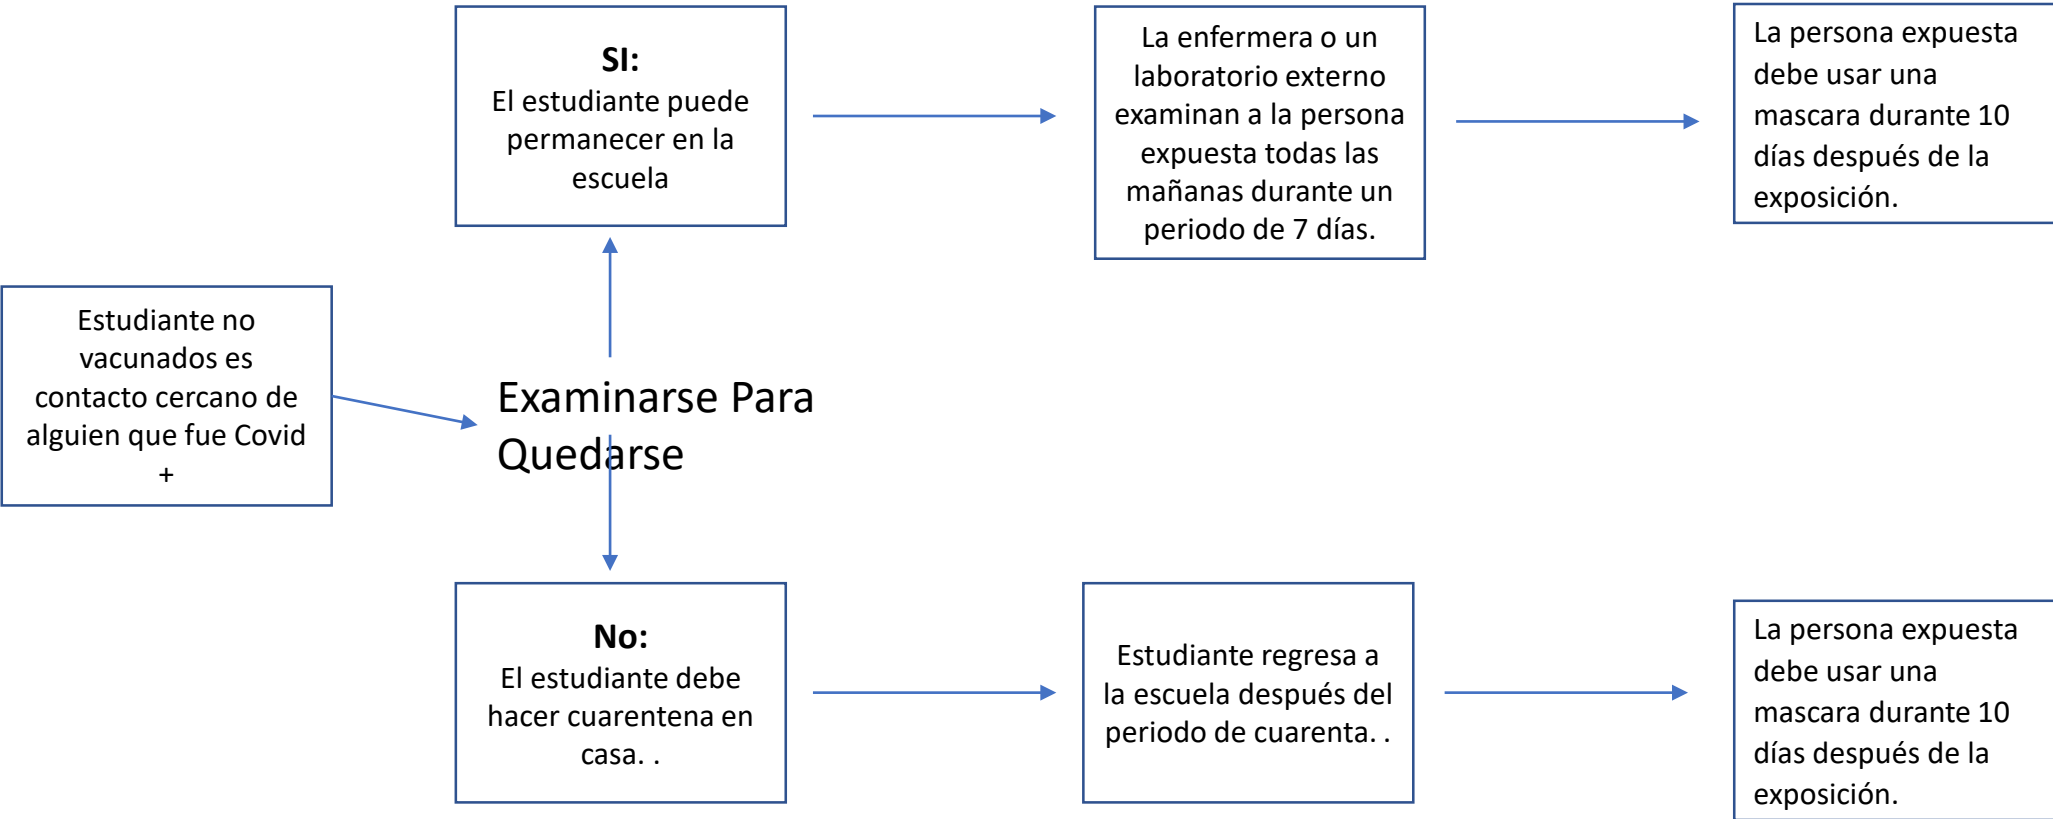 Estudiante no
vacunados es
contacto cercano de
alguien que fue Covid
+
Examinarse Para
Quedarse
SI:
El estudiante puede
permanecer en la
escuela
La enfermera o un
laboratorio externo
examinan a la persona
expuesta todas las
mañanas durante un
periodo de 7 días.
La persona expuesta
debe usar una
mascara durante 10
días después de la
exposición.
No:
El estudiante debe
hacer cuarentena en
casa. .
Estudiante regresa a
la escuela después del
periodo de cuarenta. .
La persona expuesta
debe usar una
mascara durante 10
días después de la
exposición.